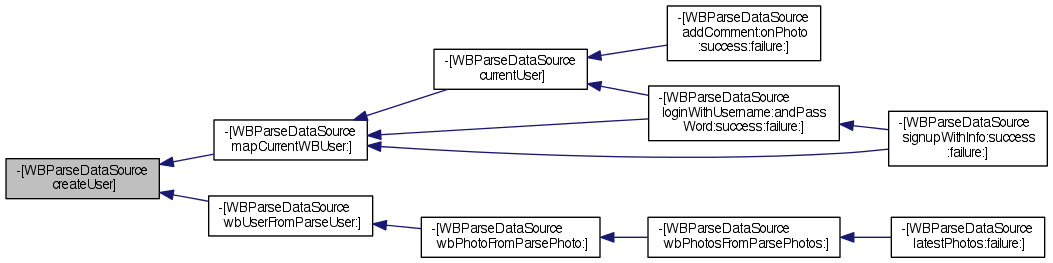 -[WBParseDataSource
addComment:onPhoto
:success:failure:]
-[WBParseDataSource
currentUser]
-[WBParseDataSource
loginWithUsername:andPass
Word:success:failure:]
-[WBParseDataSource
signupWithInfo:success
:failure:]
-[WBParseDataSource
mapCurrentWBUser:]
-[WBParseDataSource
createUser]
-[WBParseDataSource
wbUserFromParseUser:]
-[WBParseDataSource
wbPhotoFromParsePhoto:]
-[WBParseDataSource
wbPhotosFromParsePhotos:]
-[WBParseDataSource
latestPhotos:failure:]